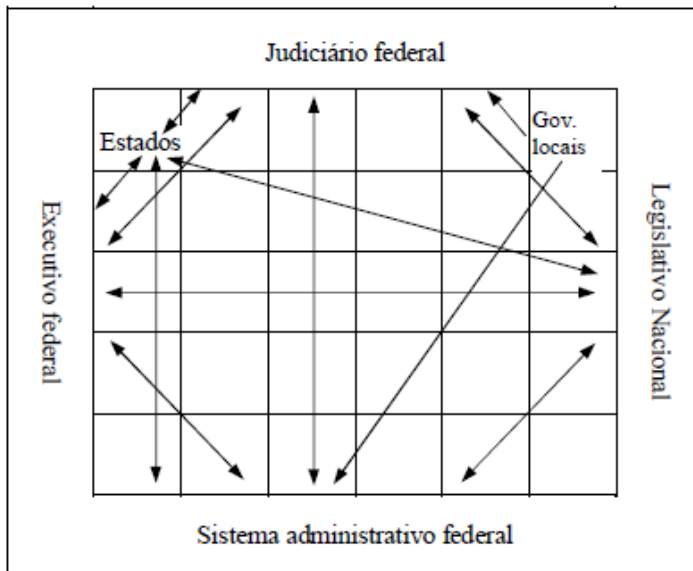 Judiciário federal
Estados
Gov.
locais
Executivo federal
Legislativo Nacional
Sistema administrativo federal